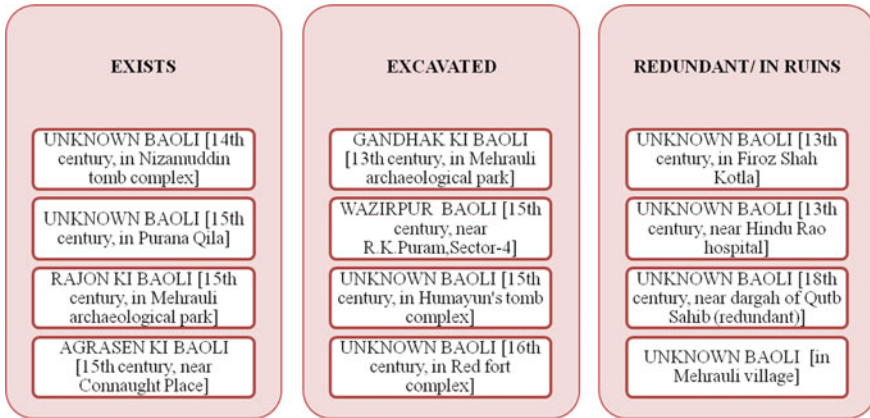 EXISTS
UNKNOWN BAOLI [14th
century, in Nizamuddin
tomb complex]
UNKNOWN BAOLI [15th
century, in Purana Qila]
RAJON KI BAOLI [15th
century, in Mehrauli
archaeological park]
AGRASEN KI BAOLI
[15th century, near
Connaught Place]
EXCAVATED
GANDHAK KI BAOLI
[13th century, in Mehrauli
archaeological park]
WAZIRPUR BAOLI [15th
century, near
R.K.Puram,Sector-4]
UNKNOWN BAOLI [15th
century, in Humayun's tomb
complex]
UNKNOWN BAOLI [16th
century, in Red fort
complex]
REDUNDANT/ IN RUINS
UNKNOWN BAOLI [13th
century, in Firoz Shah
Kotla]
UNKNOWN BAOLI [13th
century, near Hindu Rao
hospital]
UNKNOWN BAOLI [18th
century, near dargah of Qutb
Sahib (redundant)]
UNKNOWN BAOLI [in
Mehrauli village]